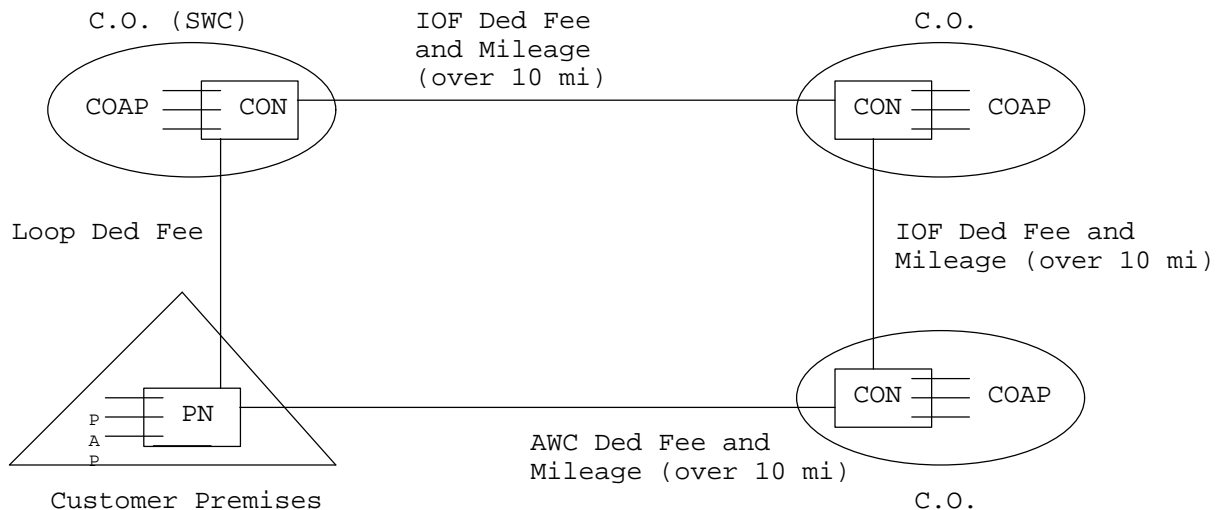 C.O. (SWC)
IOF Ded Fee
and Mileage
(over 10 mi)
C.O.
COAP
CON
CON
COAP
Loop Ded Fee
IOF Ded Fee and
Mileage (over 10 mi)
CON
COAP
P
A
P
PN
AWC Ded Fee and
Mileage (over 10 mi)
Customer Premises
C.O.